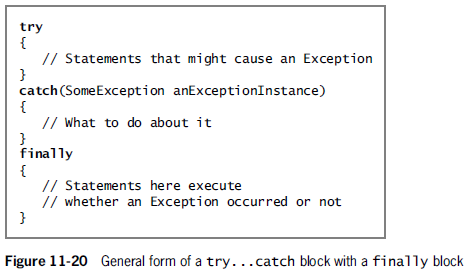 try
{
// Statements that might cause an Exception
}
catch(SomeException anExceptionInstance)
{
// What to do about it
}
finally
{
// Statements here execute
// whether an Exception occurred or not
}
Figure 11-20 General form of a try...catch block with a finally block